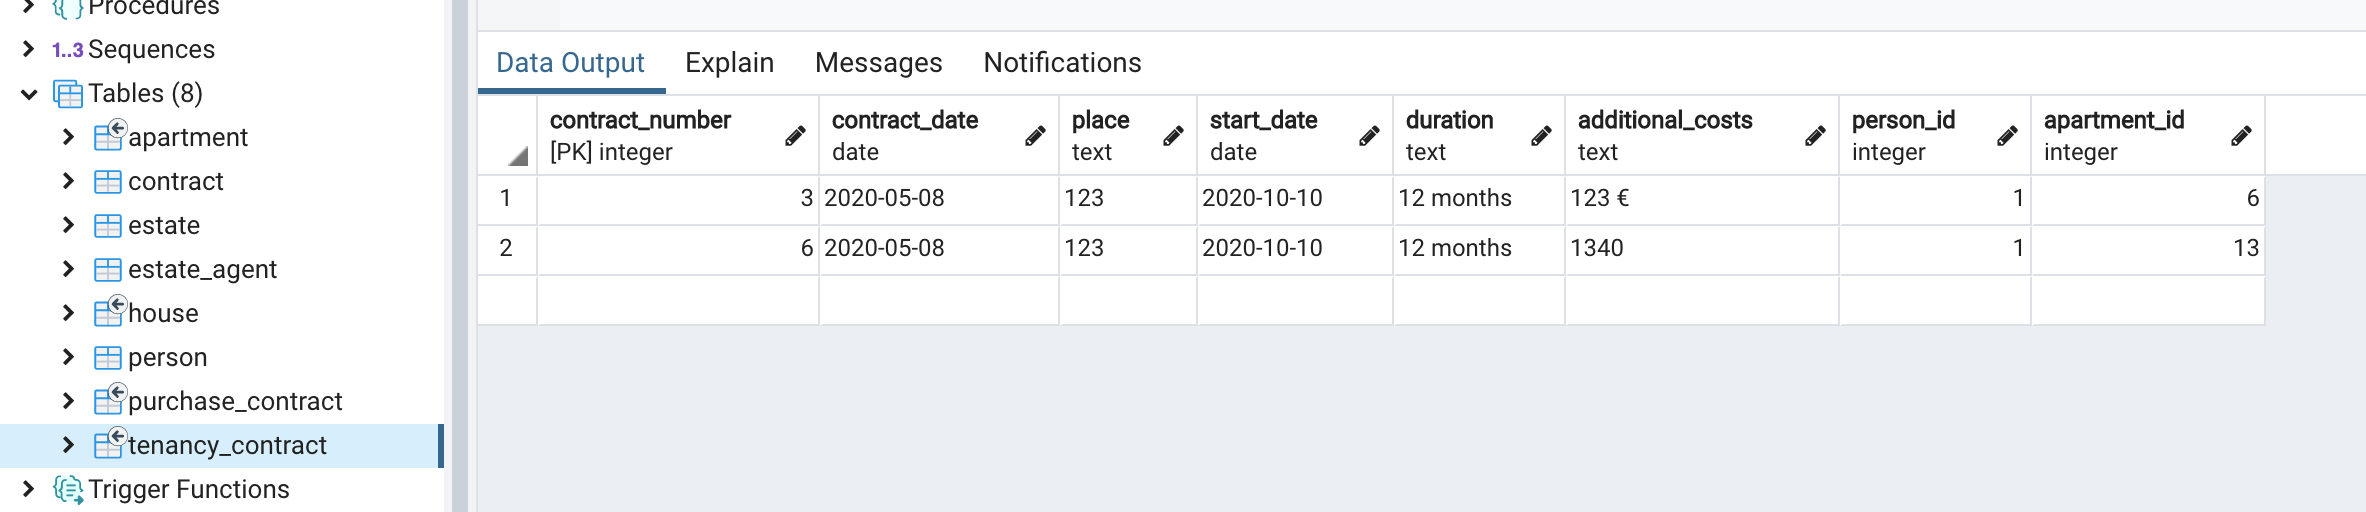 Procedures
1..3 Sequences
Tables (8)
apartment
contract
estate
estate_agent
house
person
purchase_contract
tenancy_contract
Trigger Functions
Data Output Explain Messages Notifications
contract_number contract_date place start_date duration additional_costs person_id apartment_id
[PK] integer date text date text text integer integer
1 3 2020-05-08 123 2020-10-10 12 months 123 € 1 6
2 6 2020-05-08 123 2020-10-10 12 months 1340 1 13